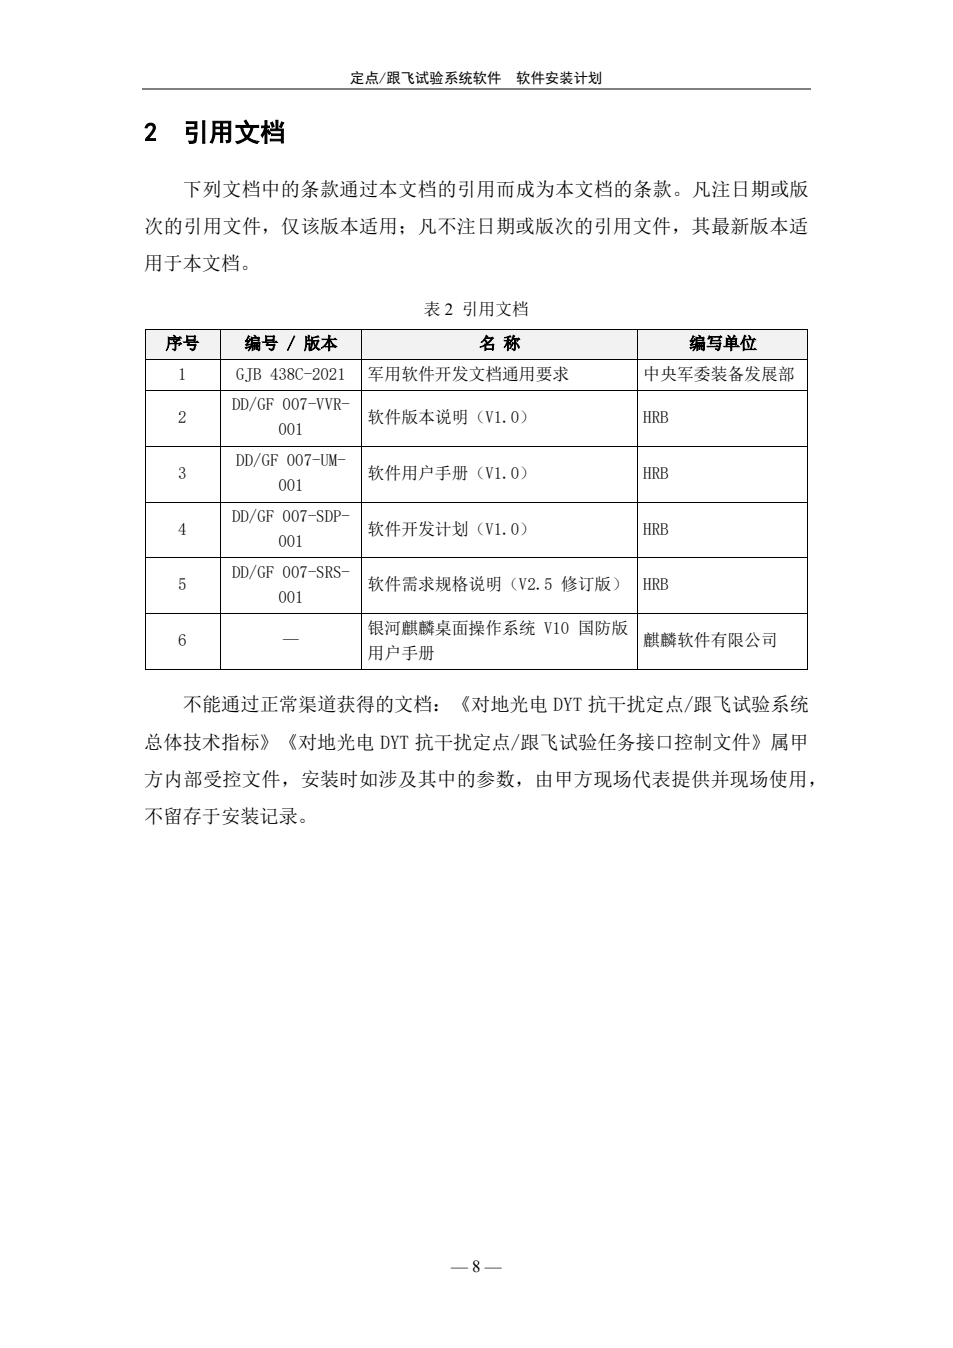 定点/跟飞试验系统软件　软件安装计划
2　引用文档
下列文档中的条款通过本文档的引用而成为本文档的条款。凡注日期或版
次的引用文件，仅该版本适用；凡不注日期或版次的引用文件，其最新版本适
用于本文档。
表 2 引用文档
序号 编号 / 版本 名 称 编写单位
1 GJB 438C-2021 军用软件开发文档通用要求 中央军委装备发展部
2 DD/GF 007-VVR-
001 软件版本说明（V1.0） HRB
3 DD/GF 007-UM-
001 软件用户手册（V1.0） HRB
4 DD/GF 007-SDP-
001 软件开发计划（V1.0） HRB
5 DD/GF 007-SRS-
001 软件需求规格说明（V2.5 修订版） HRB
6 — 银河麒麟桌面操作系统 V10 国防版
用户手册 麒麟软件有限公司
不能通过正常渠道获得的文档：《对地光电 DYT 抗干扰定点/跟飞试验系统
总体技术指标》《对地光电 DYT 抗干扰定点/跟飞试验任务接口控制文件》属甲
方内部受控文件，安装时如涉及其中的参数，由甲方现场代表提供并现场使用，
不留存于安装记录。
— 8 —